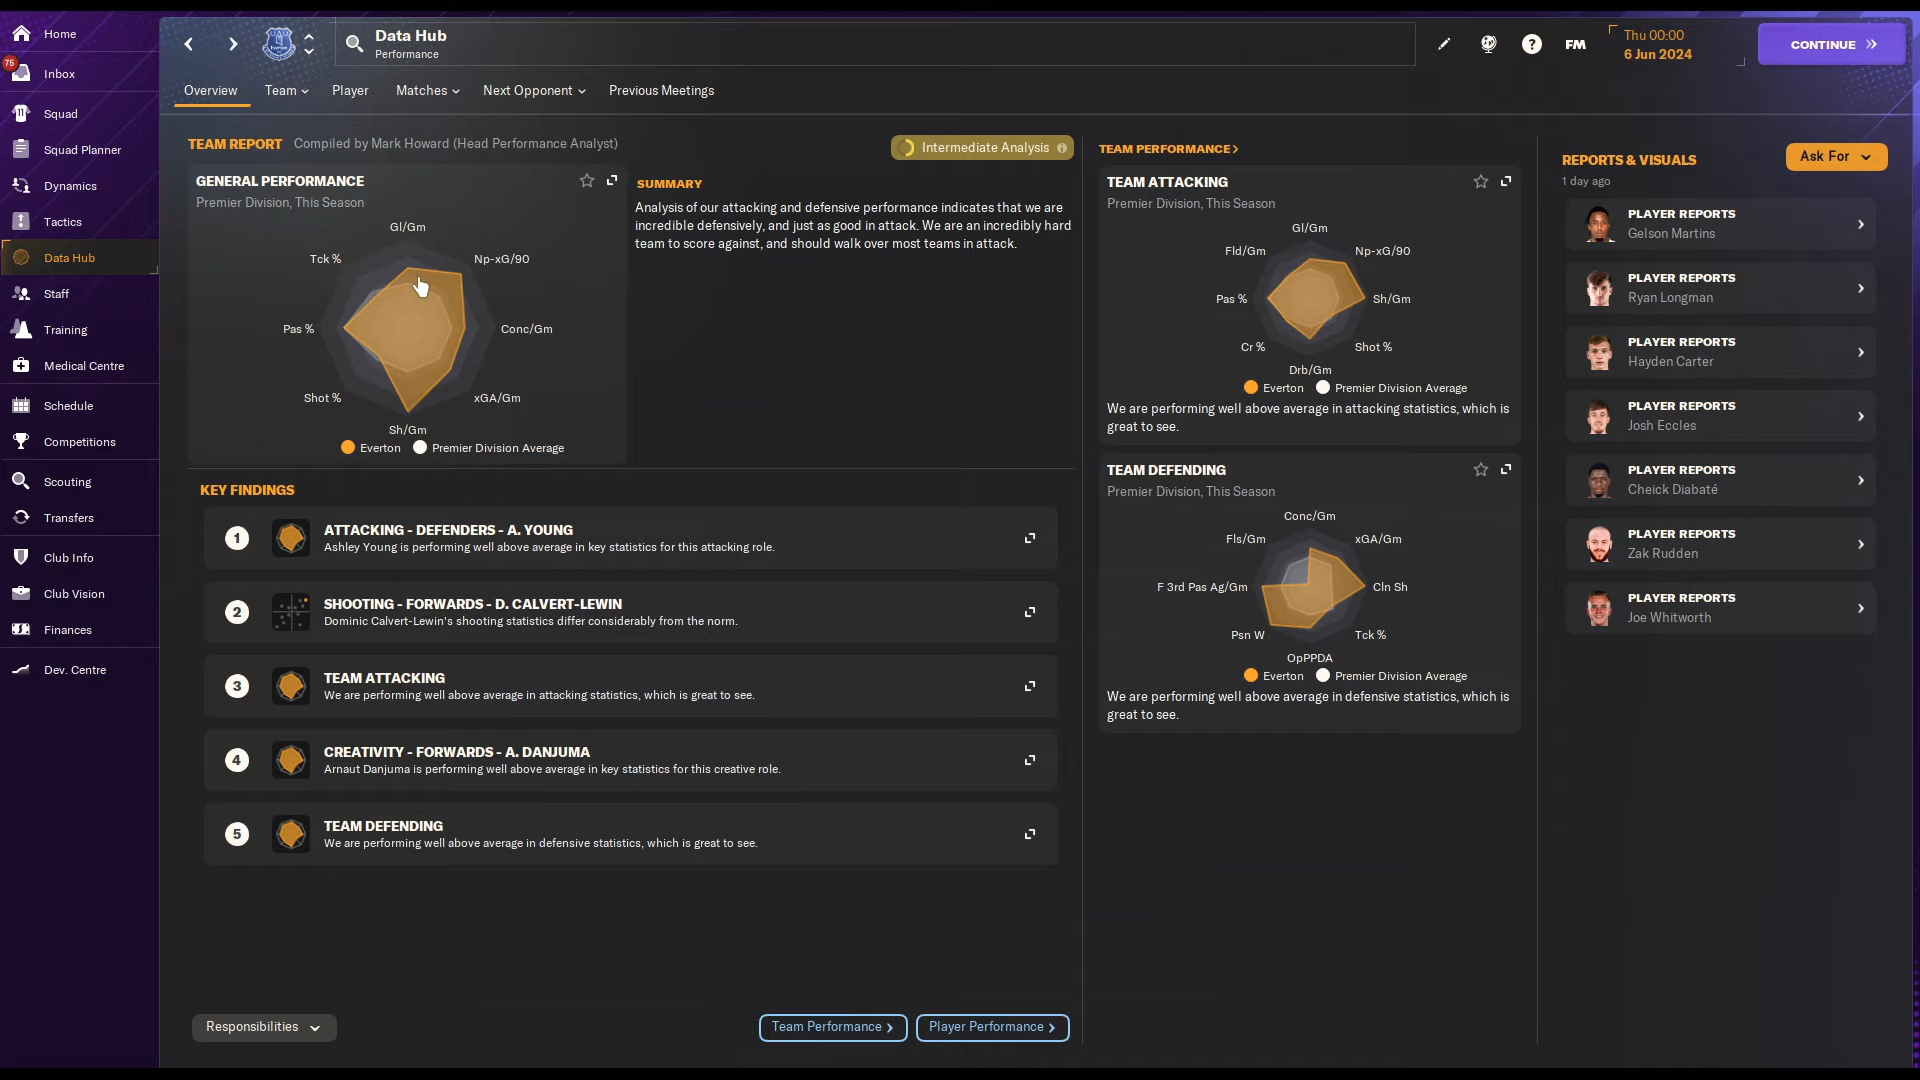 Home
75
Inbox
Squad
Squad Planner
Dynamics
Tactics
Data Hub
Staff
Training
Medical Centre
Schedule
Competitions
Scouting
Transfers
Club Info
Club Vision
Finances
Dev. Centre
Data Hub
Performance
?
FM
Thu 00:00
6 Jun 2024
CONTINUE
Overview
Team
Player
Matches
Next Opponent
Previous Meetings
TEAM REPORT Compiled by Mark Howard (Head Performance Analyst)
Intermediate Analysis
GENERAL PERFORMANCE
Premier Division, This Season
Gl/Gm
Np-xG/90
Conc/Gm
xGA/Gm
Sh/Gm
Shot %
Pas %
Tck %
Everton
Premier Division Average
SUMMARY
Analysis of our attacking and defensive performance indicates that we are
incredible defensively, and just as good in attack. We are an incredibly hard
team to score against, and should walk over most teams in attack.
KEY FINDINGS
1
ATTACKING - DEFENDERS - A. YOUNG
Ashley Young is performing well above average in key statistics for this attacking role.
2
SHOOTING - FORWARDS - D. CALVERT-LEWIN
Dominic Calvert-Lewin's shooting statistics differ considerably from the norm.
3
TEAM ATTACKING
We are performing well above average in attacking statistics, which is great to see.
4
CREATIVITY - FORWARDS - A. DANJUMA
Arnaut Danjuma is performing well above average in key statistics for this creative role.
5
TEAM DEFENDING
We are performing well above average in defensive statistics, which is great to see.
Responsibilities
Team Performance >
Player Performance >
TEAM PERFORMANCE >
TEAM ATTACKING
Premier Division, This Season
Gl/Gm
Np-xG/90
Sh/Gm
Shot %
Drb/Gm
Cr %
Pas %
Fld/Gm
Everton
Premier Division Average
We are performing well above average in attacking statistics, which is
great to see.
TEAM DEFENDING
Premier Division, This Season
Conc/Gm
xGA/Gm
Cln Sh
Tck %
OpPPDA
Psn W
F 3rd Pas Ag/Gm
Fls/Gm
Everton
Premier Division Average
We are performing well above average in defensive statistics, which is
great to see.
REPORTS & VISUALS
1 day ago
Ask For
PLAYER REPORTS
Gelson Martins
PLAYER REPORTS
Ryan Longman
PLAYER REPORTS
Hayden Carter
PLAYER REPORTS
Josh Eccles
PLAYER REPORTS
Cheick Diabaté
PLAYER REPORTS
Zak Rudden
PLAYER REPORTS
Joe Whitworth